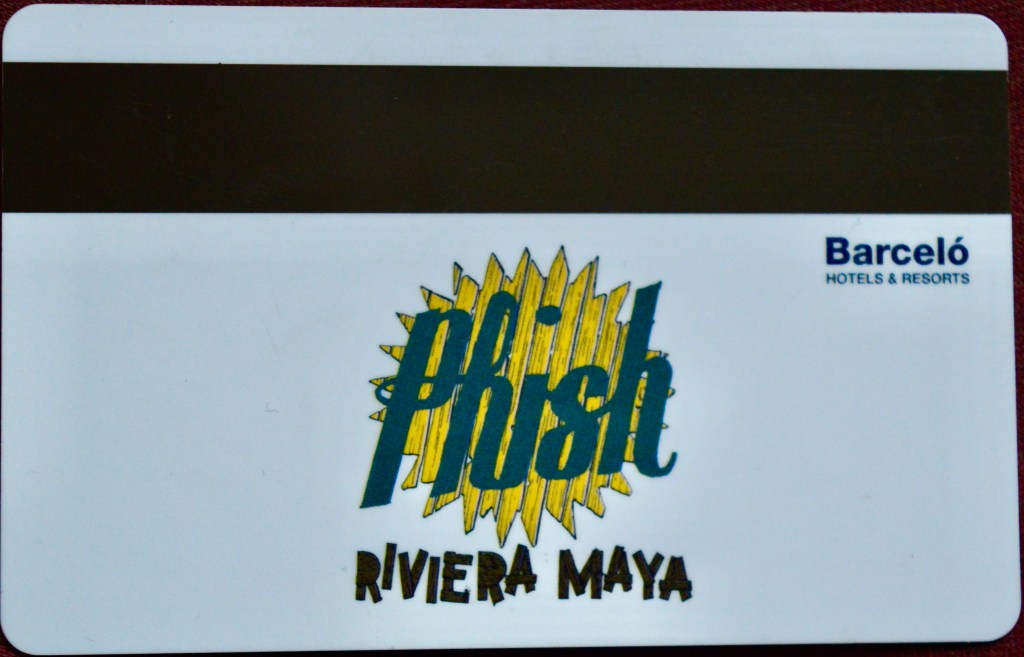 Barceló
HOTELS & RESORTS
Phish
RIVIERA MAYA